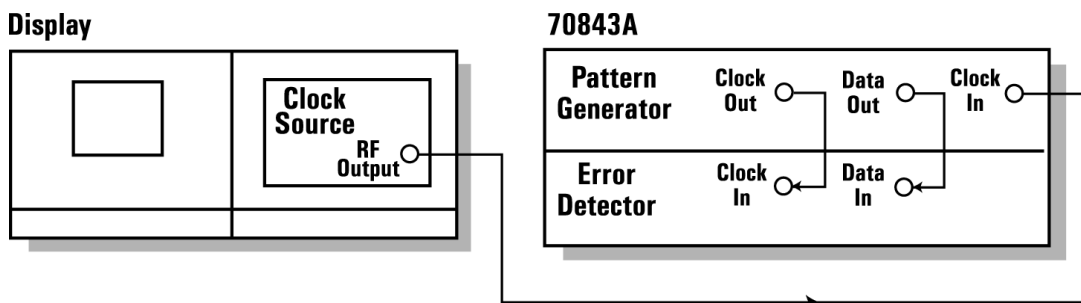 Display
70843A
Clock
Source
RF
Output
Pattern
Generator
Clock
Out
Data
Out
Clock
In
Error
Detector
Clock
In
Data
In